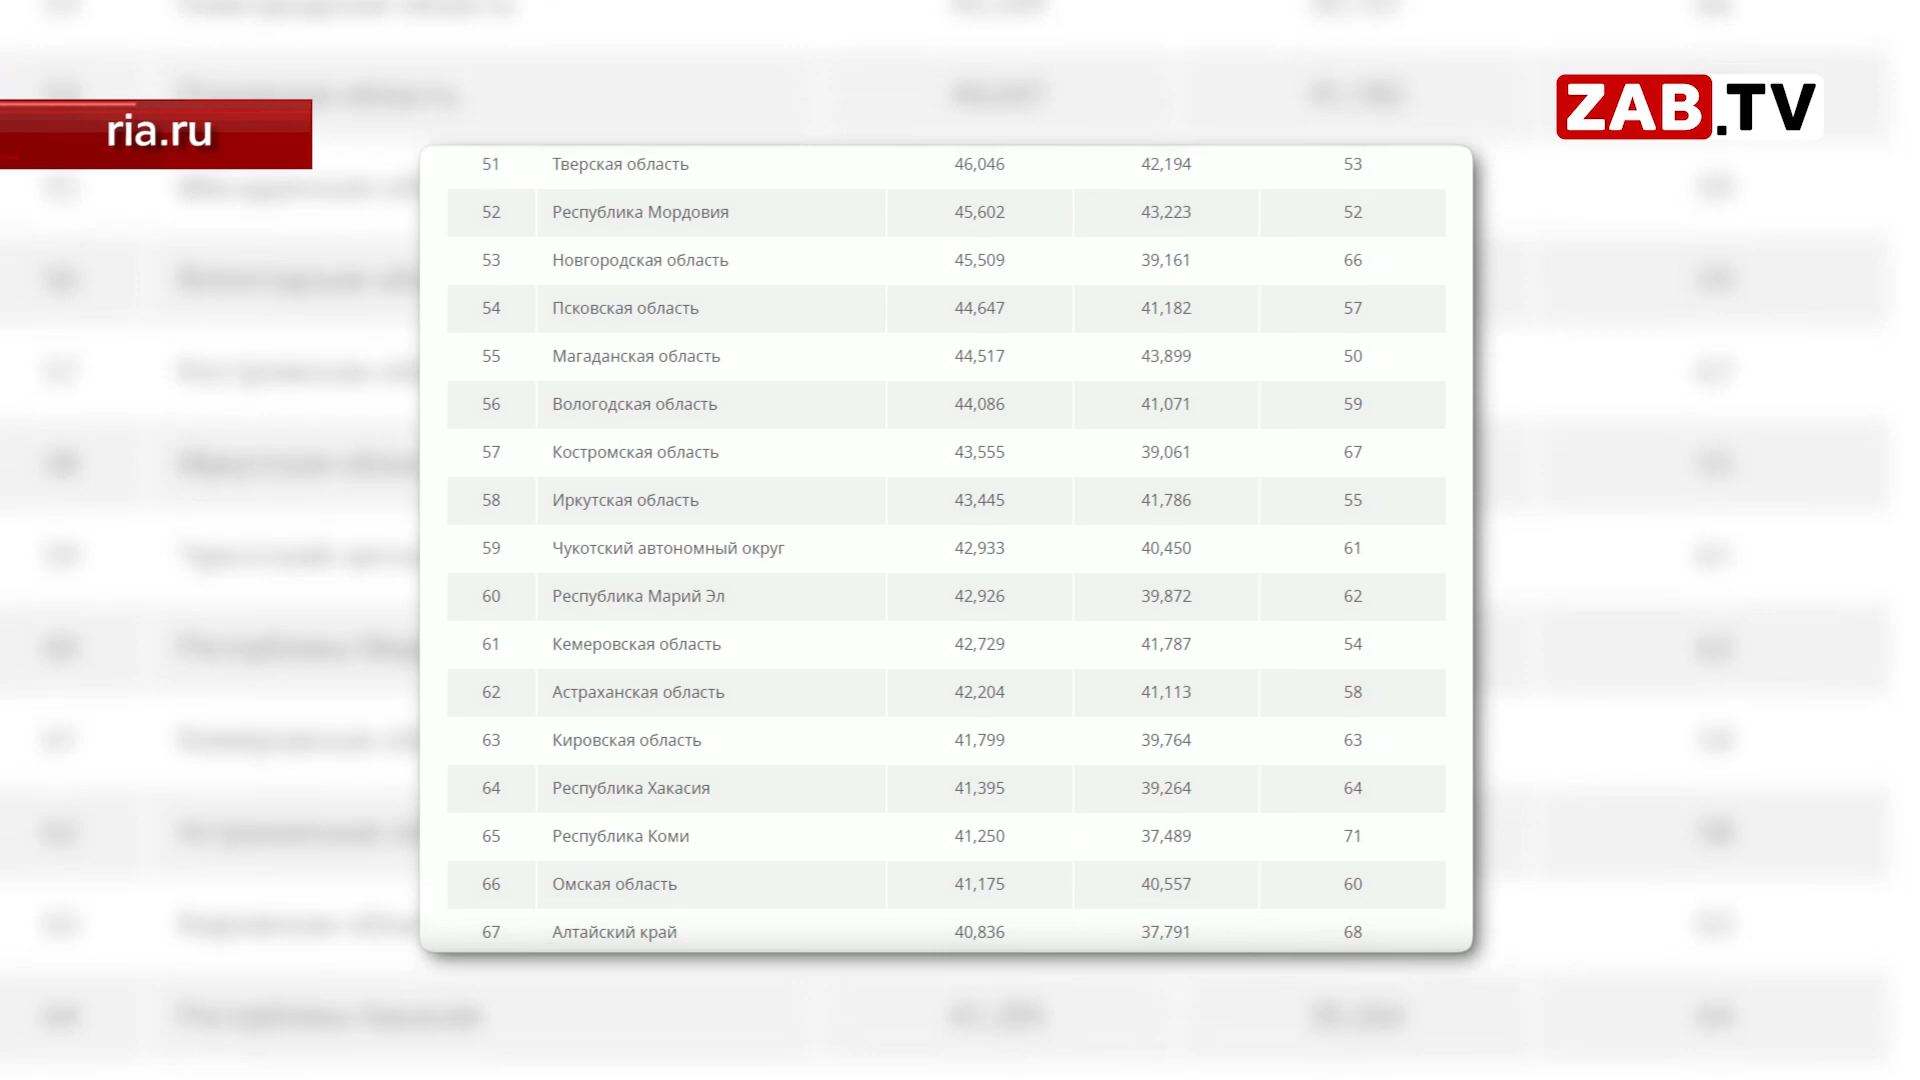 ria.ru
ZAB.TV
51 Тверская область 46,046 42,194 53
52 Республика Мордовия 45,602 43,223 52
53 Новгородская область 45,509 39,161 66
54 Псковская область 44,647 41,182 57
55 Магаданская область 44,517 43,899 50
56 Вологодская область 44,086 41,071 59
57 Костромская область 43,555 39,061 67
58 Иркутская область 43,445 41,786 55
59 Чукотский автономный округ 42,933 40,450 61
60 Республика Марий Эл 42,926 39,872 62
61 Кемеровская область 42,729 41,787 54
62 Астраханская область 42,204 41,113 58
63 Кировская область 41,799 39,764 63
64 Республика Хакасия 41,395 39,264 64
65 Республика Коми 41,250 37,489 71
66 Омская область 41,175 40,557 60
67 Алтайский край 40,836 37,791 68